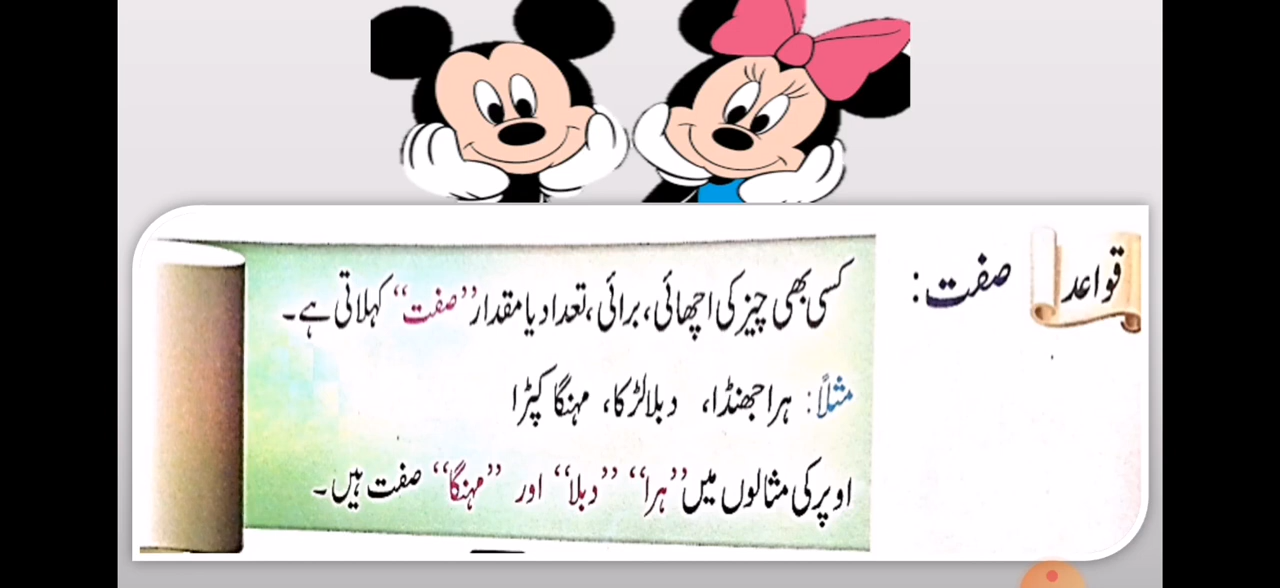 قواعد
صفت:
کسی بھی چیز کی اچھائی، برائی، تعداد یا مقدار ’’صفت‘‘ کہلاتی ہے۔
مثلاً: ہرا جھنڈا، دبلا لڑکا، مہنگا کپڑا
اوپر کی مثالوں میں ’’ہرا‘‘ ’’دبلا‘‘ اور ’’مہنگا‘‘ صفت ہیں۔